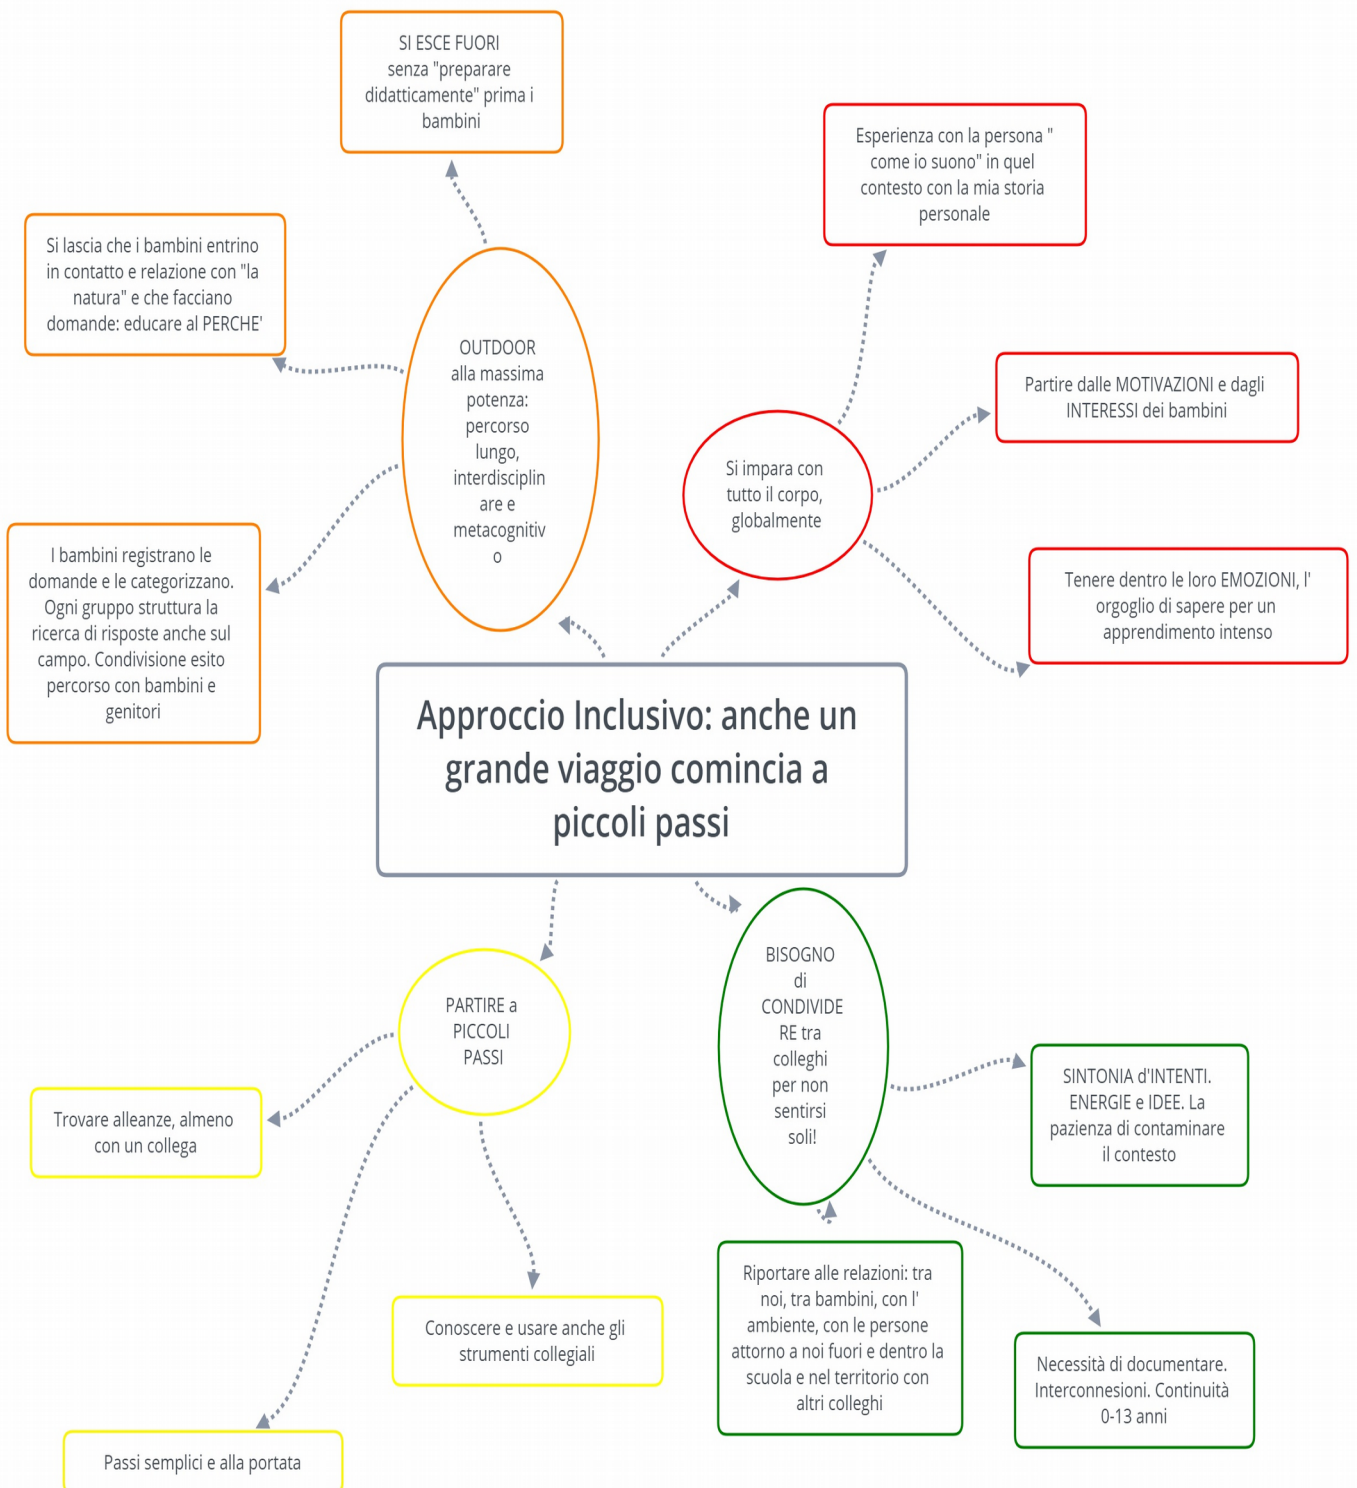 SI ESCE FUORI
senza "preparare
didatticamente" prima i
bambini
Esperienza con la persona "
come io suono" in quel
contesto con la mia storia
personale
Si lascia che i bambini entrino
in contatto e relazione con "la
natura" e che facciano
domande: educare al PERCHE'
OUTDOOR
alla massima
potenza:
percorso
lungo,
interdisciplin
are e
metacognitiv
o
Partire dalle MOTIVAZIONI e dagli
INTERESSI dei bambini
Si impara con
tutto il corpo,
globalmente
I bambini registrano le
domande e le categorizzano.
Ogni gruppo struttura la
ricerca di risposte anche sul
campo. Condivisione esito
percorso con bambini e
genitori
Tenere dentro le loro EMOZIONI, l'
orgoglio di sapere per un
apprendimento intenso
Approccio Inclusivo: anche un
grande viaggio comincia a
piccoli passi
PARTIRE a
PICCOLI
PASSI
BISOGNO
di
CONDIVIDE
RE tra
colleghi
per non
sentirsi
soli!
Trovare alleanze, almeno
con un collega
SINTONIA d'INTENTI.
ENERGIE e IDEE. La
pazienza di contaminare
il contesto
Conoscere e usare anche gli
strumenti collegiali
Riportare alle relazioni: tra
noi, tra bambini, con l'
ambiente, con le persone
attorno a noi fuori e dentro la
scuola e nel territorio con
altri colleghi
Necessità di documentare.
Interconnesioni. Continuità
0-13 anni
Passi semplici e alla portata